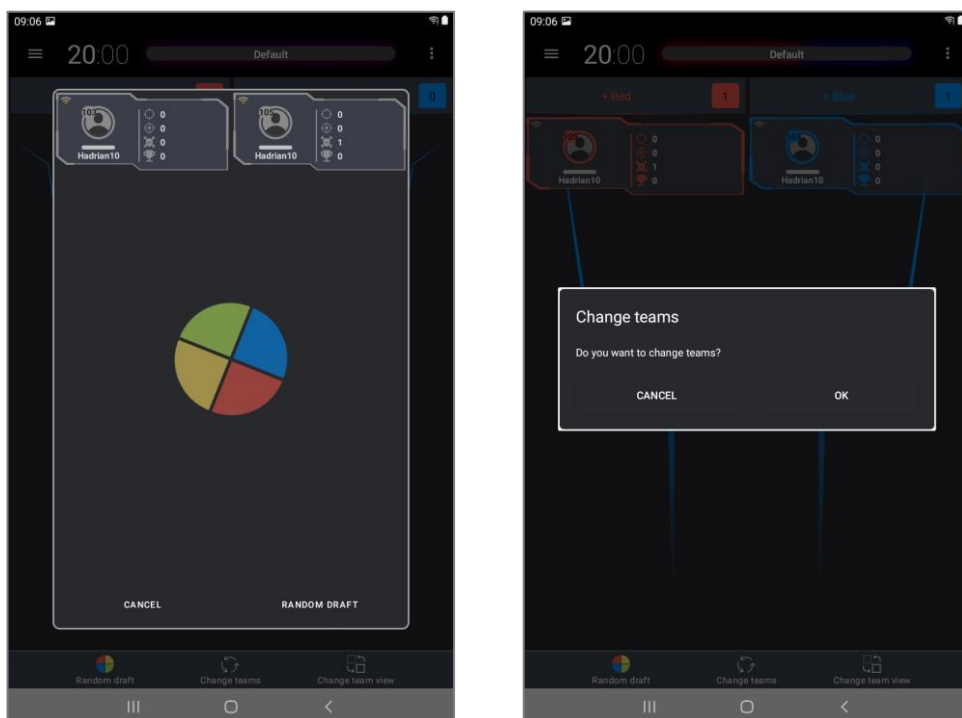 09:06
20:00 Default
0
103 0
0
0
Hadrian10 0
105 0
0
1
Hadrian10 0
CANCEL RANDOM DRAFT
Random draft Change teams Change team view
09:06
20:00 Default
+ Red 1 + Blue 1
105 0
0
1
Hadrian10 0
0
0
0
Hadrian10 0
Change teams
Do you want to change teams?
CANCEL OK
Random draft Change teams Change team view